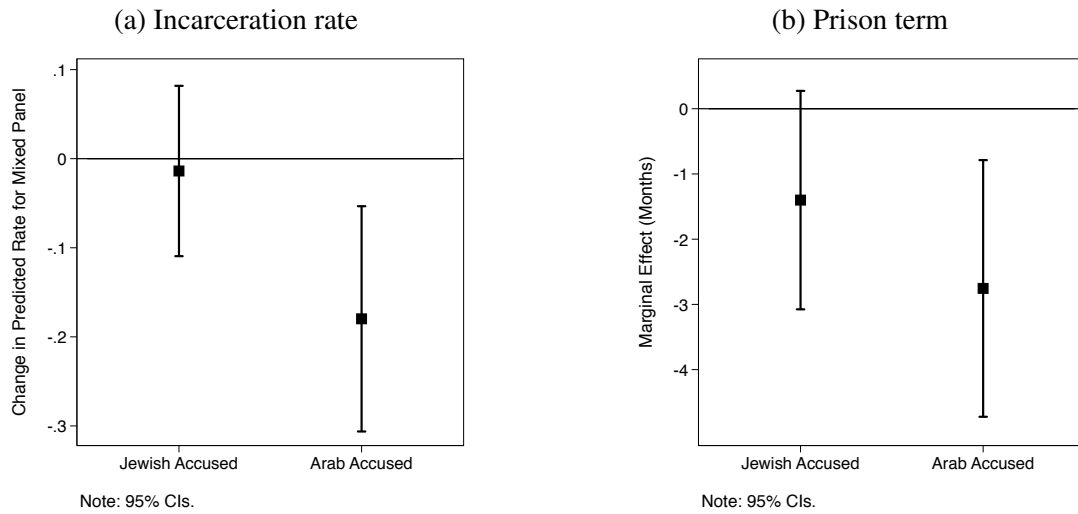 (a) Incarceration rate
Change in Predicted Rate for Mixed Panel
.1
0
-.1
-.2
-.3
Jewish Accused Arab Accused
Note: 95% CIs.
(b) Prison term
Marginal Effect (Months)
0
-1
-2
-3
-4
Jewish Accused Arab Accused
Note: 95% CIs.